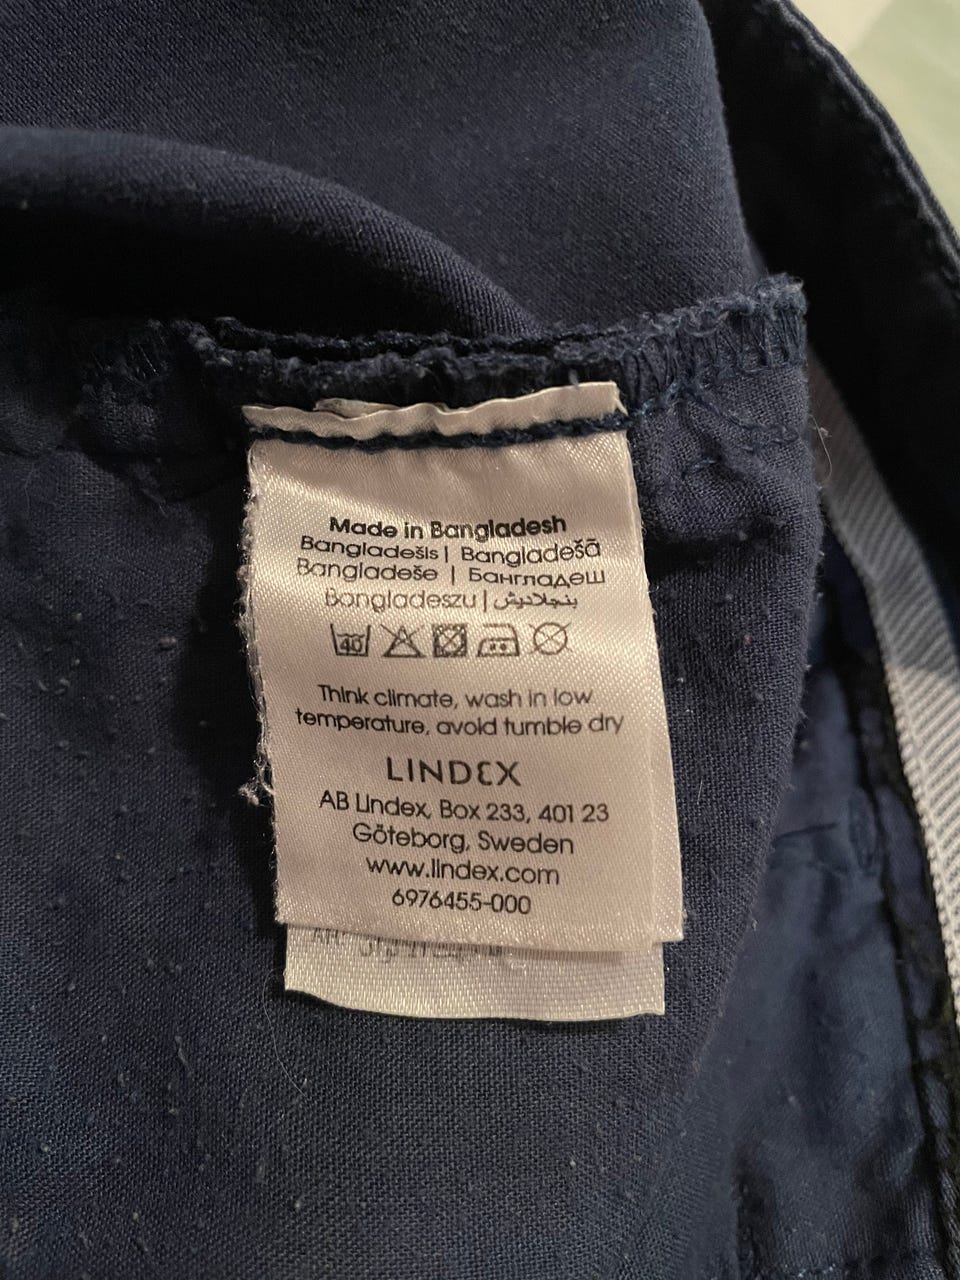 Made in Bangladesh
Bangladešis | Bangladešā
Bangladeše | Бангладеш
Bangladeszu | بنجلاديش
40
Think climate, wash in low
temperature, avoid tumble dry
LINDEX
AB Lindex, Box 233, 401 23
Göteborg, Sweden
www.lindex.com
6976455-000